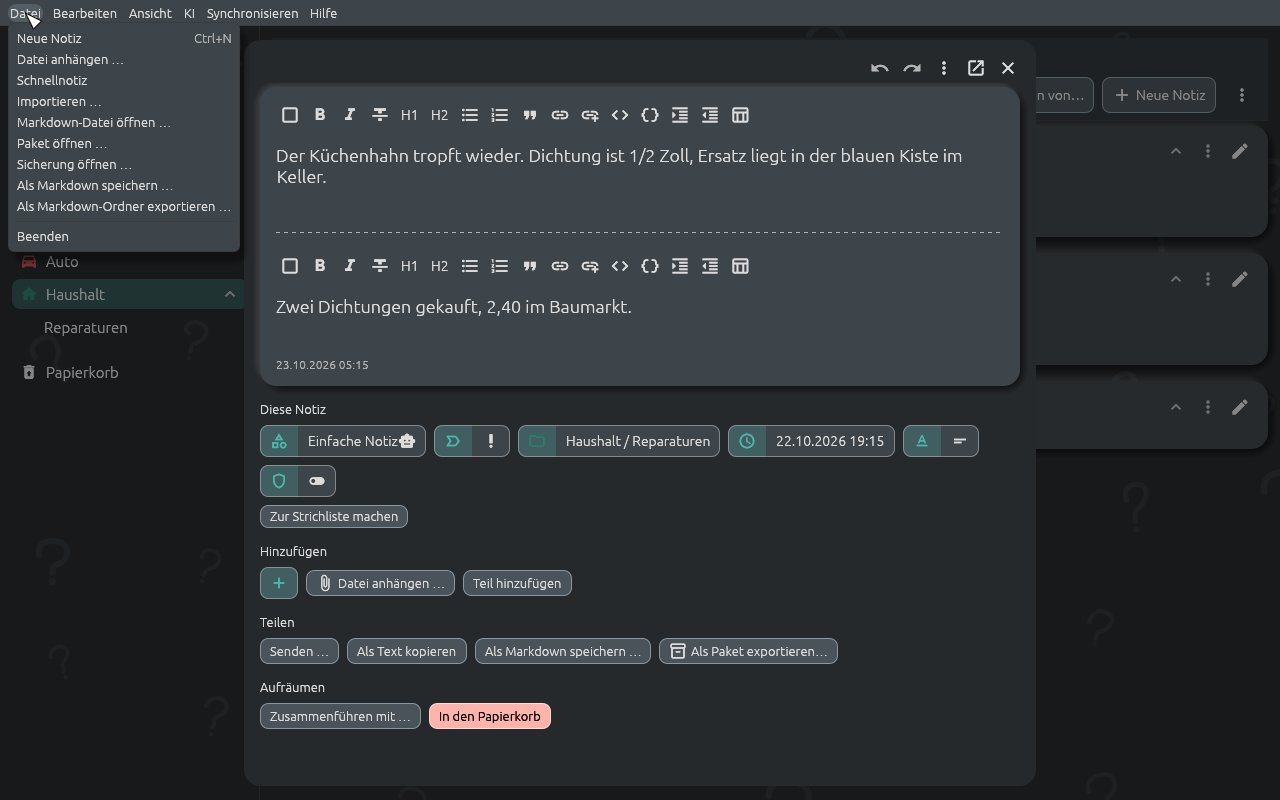 Datei Bearbeiten Ansicht KI Synchronisieren Hilfe
Neue Notiz Ctrl+N
Datei anhängen …
Schnellnotiz
Importieren …
Markdown-Datei öffnen …
Paket öffnen …
Sicherung öffnen …
Als Markdown speichern …
Als Markdown-Ordner exportieren …
Beenden
Auto
Haushalt
Reparaturen
Papierkorb
n von…
Neue Notiz
H1 H2
Der Küchenhahn tropft wieder. Dichtung ist 1/2 Zoll, Ersatz liegt in der blauen Kiste im
Keller.
H1 H2
Zwei Dichtungen gekauft, 2,40 im Baumarkt.
23.10.2026 05:15
Diese Notiz
Einfache Notiz
Haushalt / Reparaturen
22.10.2026 19:15
Zur Strichliste machen
Hinzufügen
Datei anhängen …
Teil hinzufügen
Teilen
Senden …
Als Text kopieren
Als Markdown speichern …
Als Paket exportieren…
Aufräumen
Zusammenführen mit …
In den Papierkorb